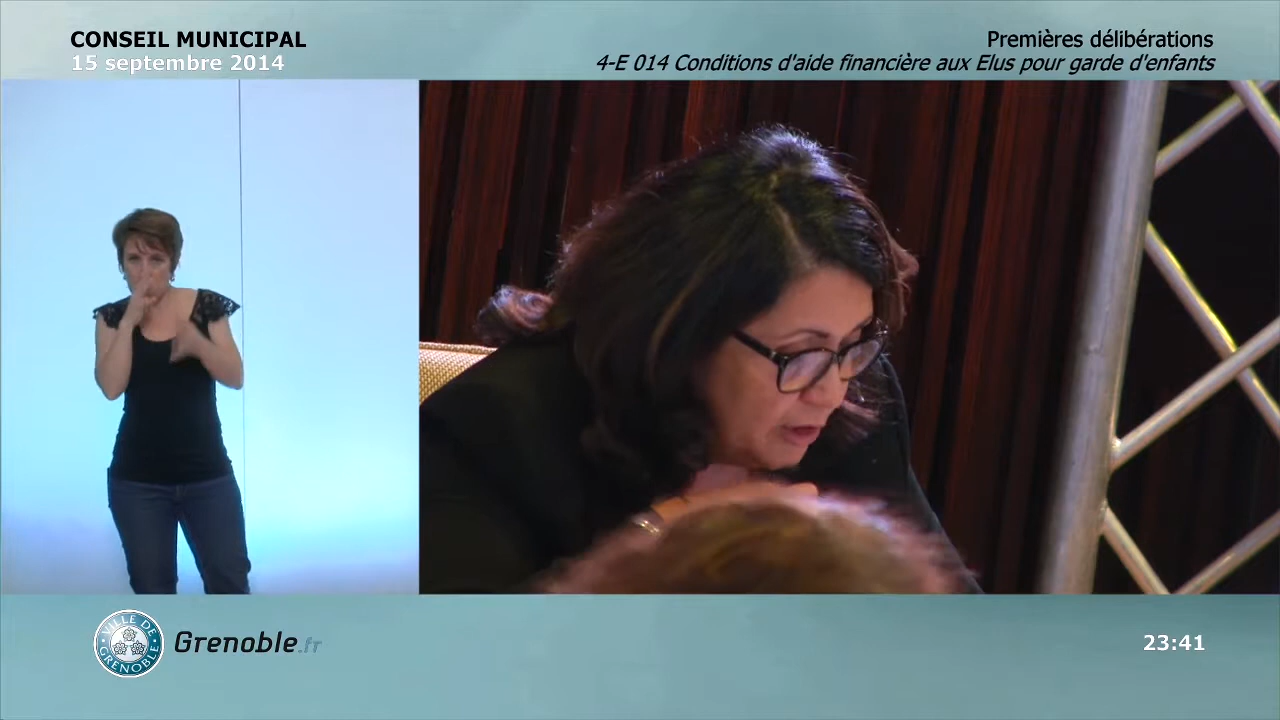 CONSEIL MUNICIPAL
15 septembre 2014
Premières délibérations
4-E 014 Conditions d'aide financière aux Elus pour garde d'enfants
VILLE DE
GRENOBLE
Grenoble.fr
23:41